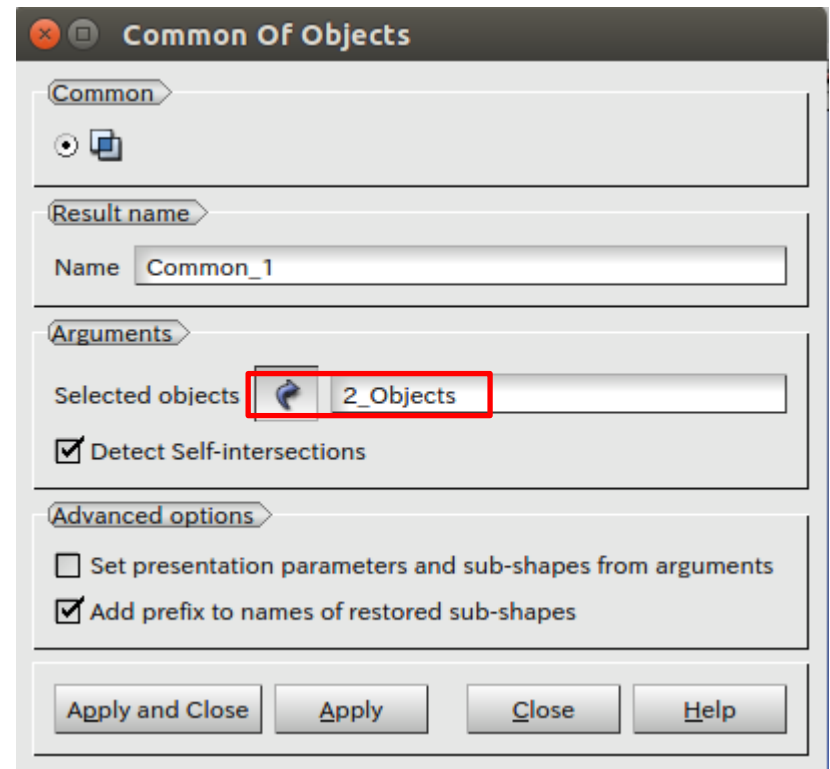 Common Of Objects
Common
Result name
Name Common_1
Arguments
Selected objects 2_Objects
Detect Self-intersections
Advanced options
Set presentation parameters and sub-shapes from arguments
Add prefix to names of restored sub-shapes
Apply and Close Apply Close Help